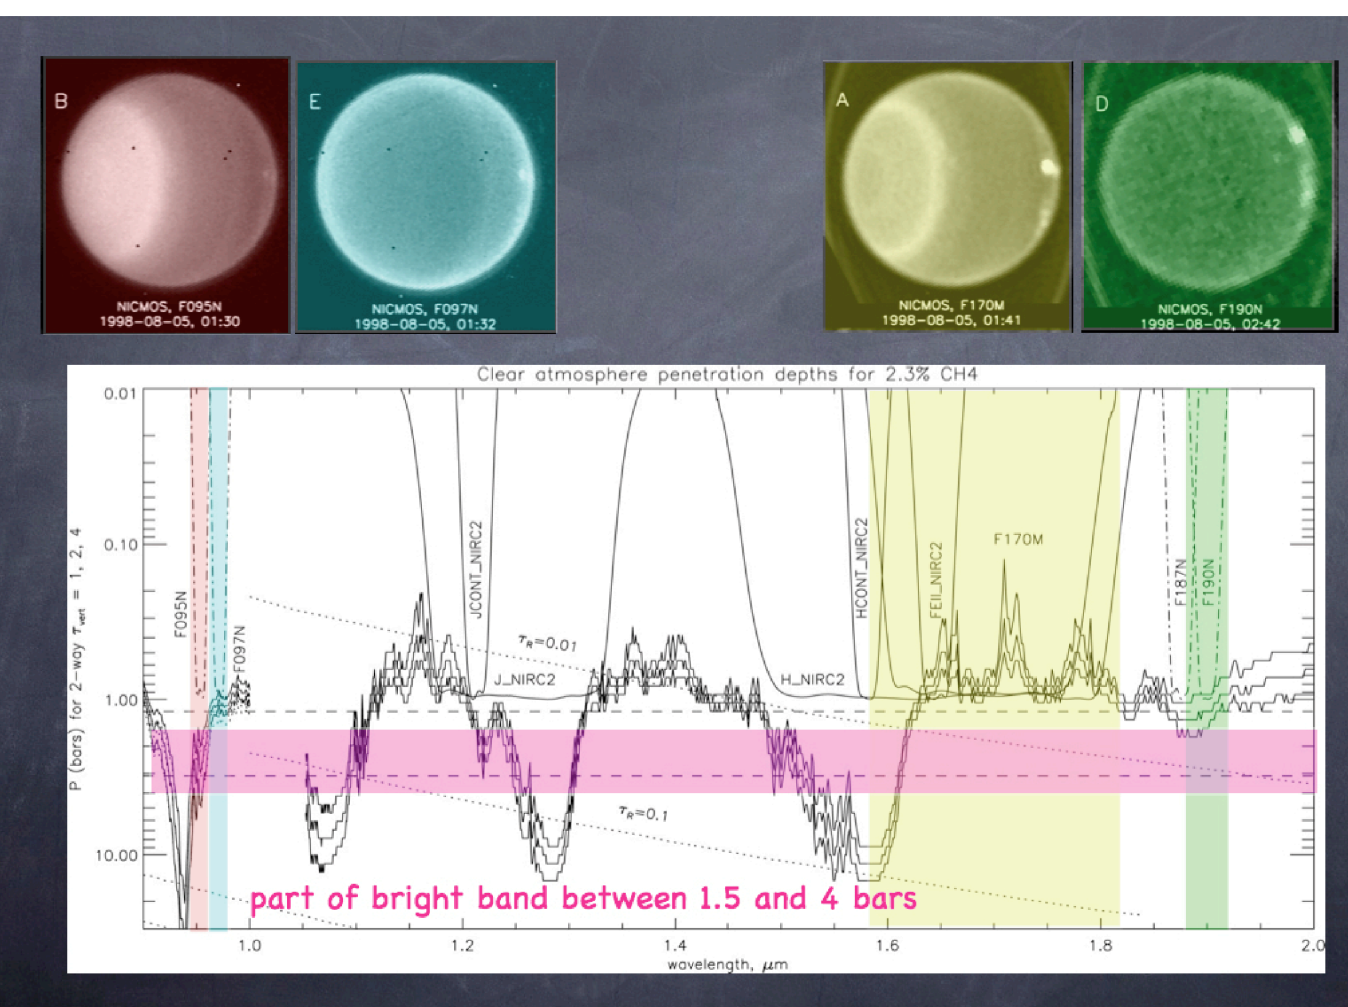 B
NICMOS, F095N
1998-08-05, 01:30
E
NICMOS, F097N
1998-08-05, 01:32
A
NICMOS, F170M
1998-08-05, 01:41
D
NICMOS, F190N
1998-08-05, 02:42
Clear atmosphere penetration depths for 2.3% CH4
P (bars) for 2-way τvert = 1, 2, 4
0.01
0.10
1.00
10.00
F095N
F097N
JCONT_NIRC2
J_NIRC2
τR=0.01
τR=0.1
H_NIRC2
HCONT_NIRC2
FEII_NIRC2
F170M
F187N
F190N
part of bright band between 1.5 and 4 bars
1.0 1.2 1.4 1.6 1.8 2.0
wavelength, μm